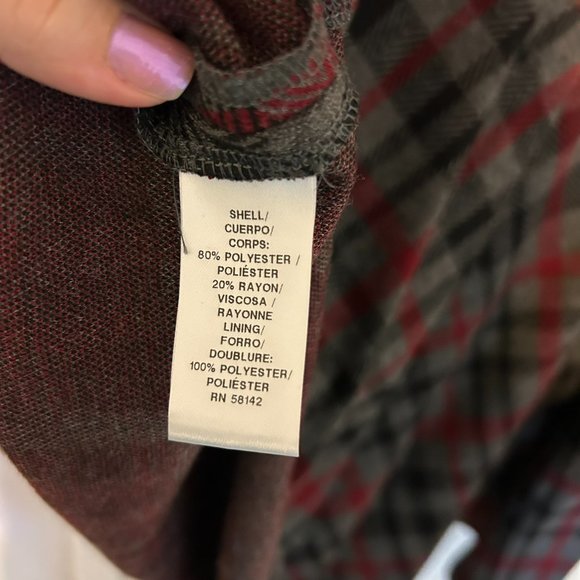 SHELL/
CUERPO/
CORPS:
80% POLYESTER /
POLIÉSTER
20% RAYON/
VISCOSA /
RAYONNE
LINING/
FORRO/
DOUBLURE:
100% POLYESTER/
POLIÉSTER
RN 58142